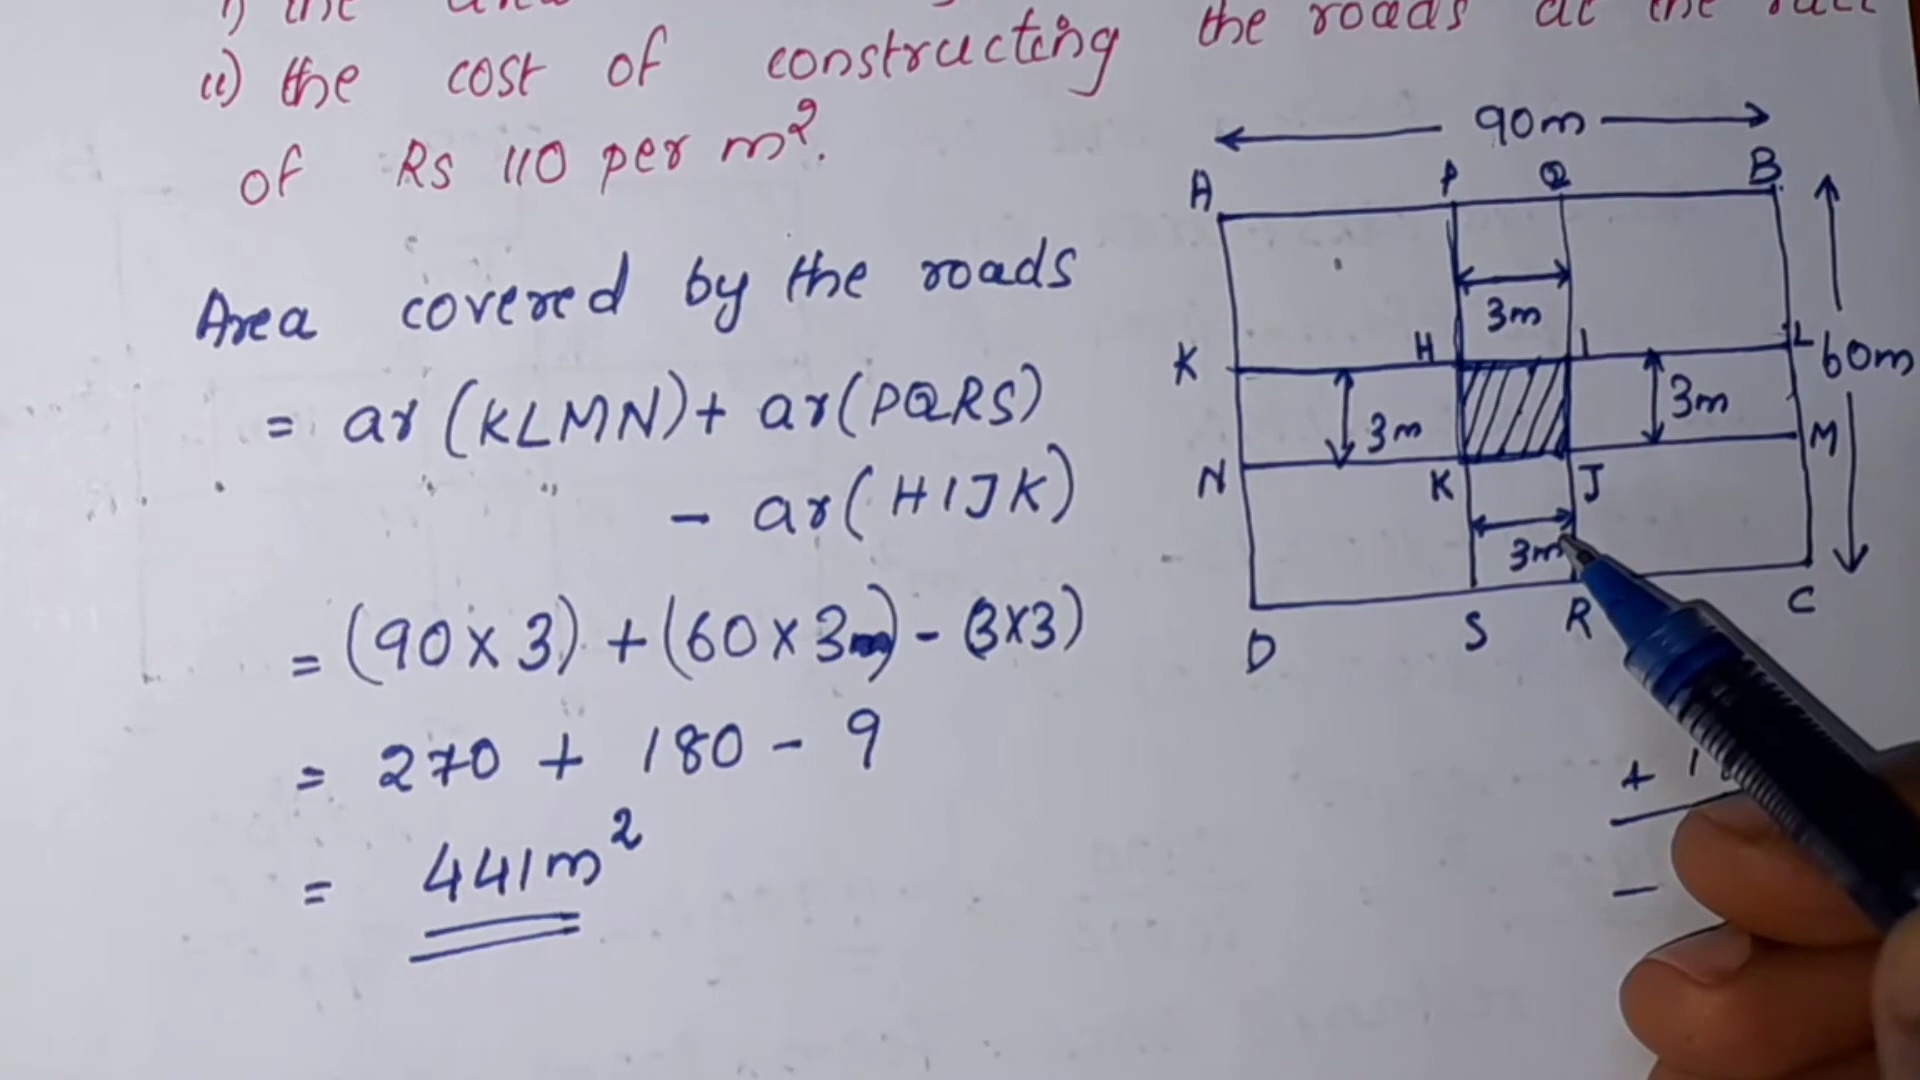 i) the
ii) the cost of constructing the roads at the
of Rs 110 per m².
Area covered by the roads
= ar (KLMN) + ar (PQRS)
- ar (HIJK)
= (90 × 3) + (60 × 3m) - (3×3)
= 270 + 180 - 9
= 441m²
90m
A P Q B
3m
K H I L 60m
3m 3m
N K J M
3m
D S R C
+ 1
-